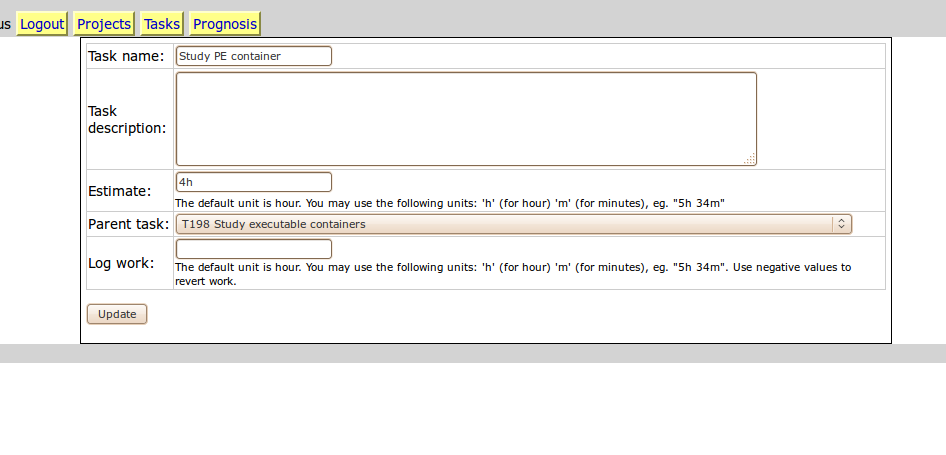 us Logout Projects Tasks Prognosis
Task name: Study PE container
Task
description:
Estimate: 4h
The default unit is hour. You may use the following units: 'h' (for hour) 'm' (for minutes), eg. "5h 34m"
Parent task: T198 Study executable containers
Log work:
The default unit is hour. You may use the following units: 'h' (for hour) 'm' (for minutes), eg. "5h 34m". Use negative values to
revert work.
Update